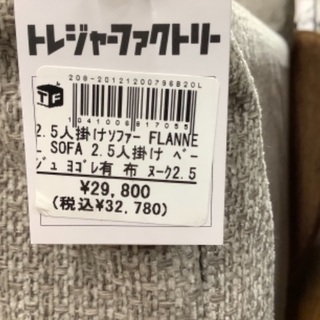 トレジャーファクトリー
208-20121200796820L
TF
1041006817055
2.5人掛けｿﾌｧｰ FLANNE
L SOFA 2.5人掛け ﾍﾞｰ
ｼﾞｭ ﾖｺﾞﾚ有 布 ﾇｰｸ2.5
¥29,800
(税込¥32,780)